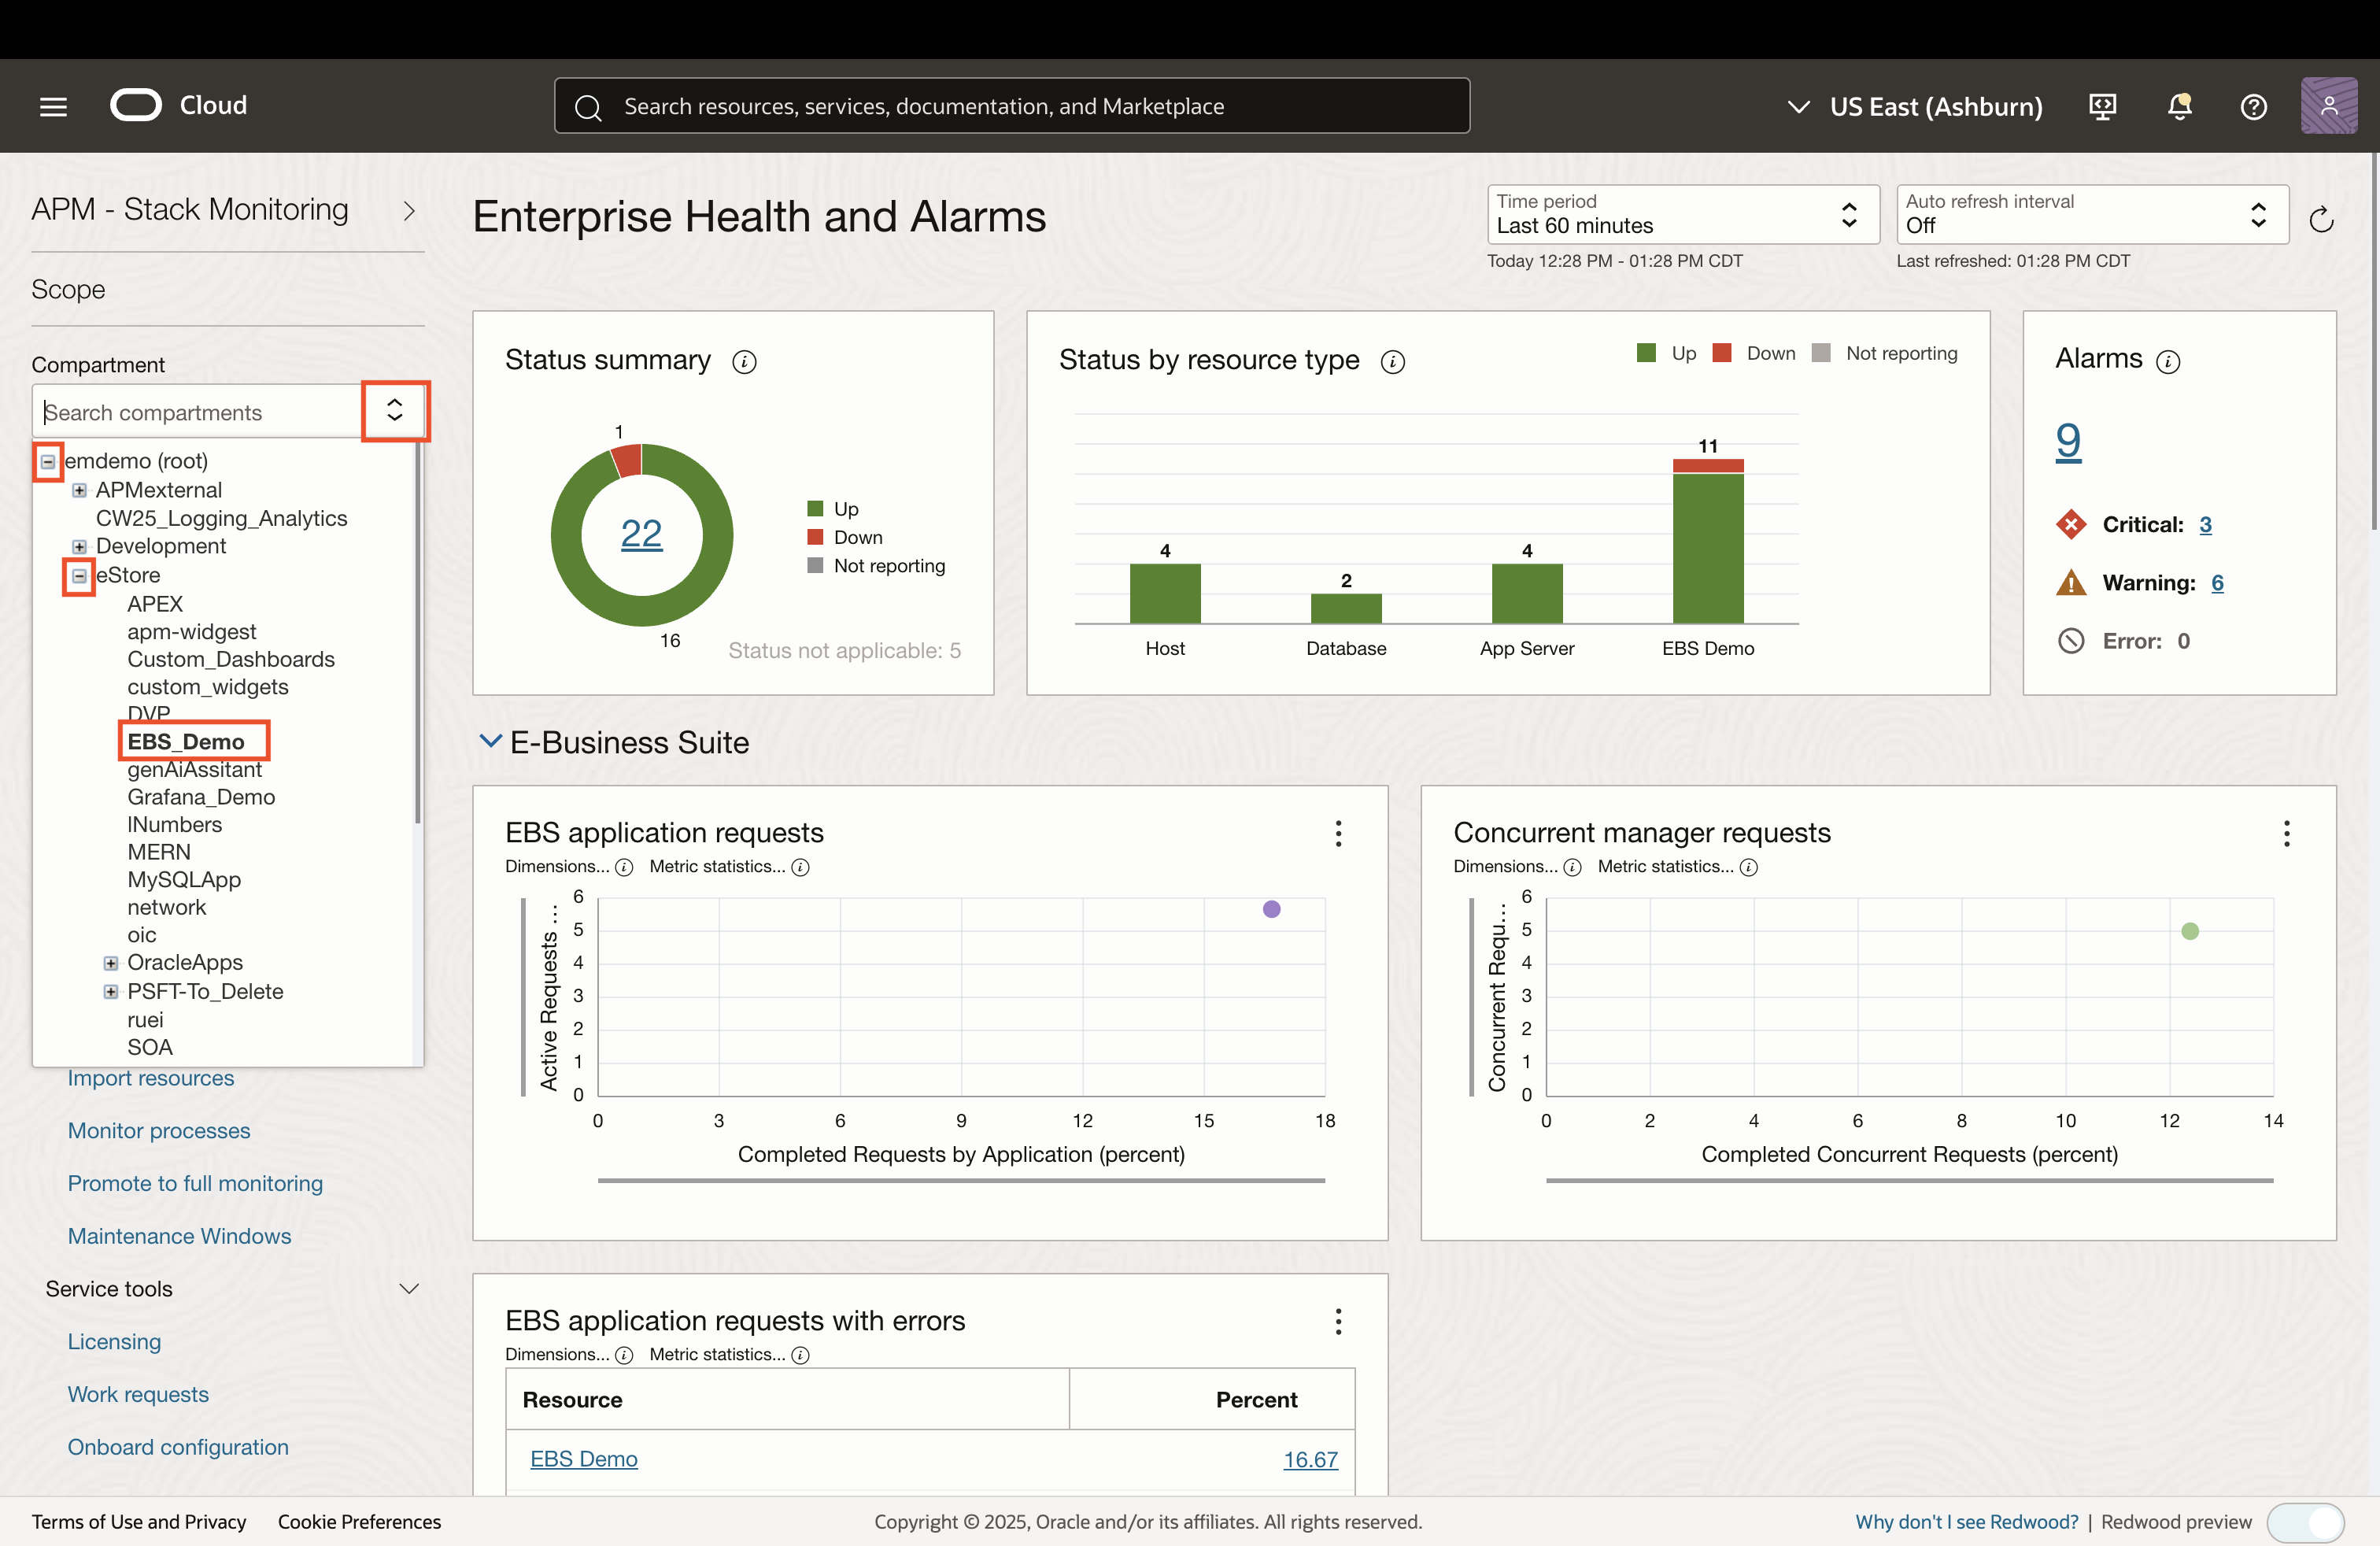 Cloud
Search resources, services, documentation, and Marketplace
US East (Ashburn)
APM - Stack Monitoring
Scope
Compartment
Search compartments
emdemo (root)
APMexternal
CW25_Logging_Analytics
Development
eStore
APEX
apm-widgest
Custom_Dashboards
custom_widgets
DVP
EBS_Demo
genAiAssitant
Grafana_Demo
INumbers
MERN
MySQLApp
network
oic
OracleApps
PSFT-To_Delete
ruei
SOA
Import resources
Monitor processes
Promote to full monitoring
Maintenance Windows
Service tools
Licensing
Work requests
Onboard configuration
Enterprise Health and Alarms
Time period
Last 60 minutes
Today 12:28 PM - 01:28 PM CDT
Auto refresh interval
Off
Last refreshed: 01:28 PM CDT
Status summary
1
22
16
Up
Down
Not reporting
Status not applicable: 5
Status by resource type
Up Down Not reporting
4 2 4 11
Host Database App Server EBS Demo
Alarms
9
Critical: 3
Warning: 6
Error: 0
E-Business Suite
EBS application requests
Dimensions... Metric statistics...
Active Requests ...
6
5
4
3
2
1
0
0 3 6 9 12 15 18
Completed Requests by Application (percent)
Concurrent manager requests
Dimensions... Metric statistics...
Concurrent Requ...
6
5
4
3
2
1
0
0 2 4 6 8 10 12 14
Completed Concurrent Requests (percent)
EBS application requests with errors
Dimensions... Metric statistics...
Resource Percent
EBS Demo 16.67
Terms of Use and Privacy Cookie Preferences
Copyright © 2025, Oracle and/or its affiliates. All rights reserved.
Why don't I see Redwood? | Redwood preview